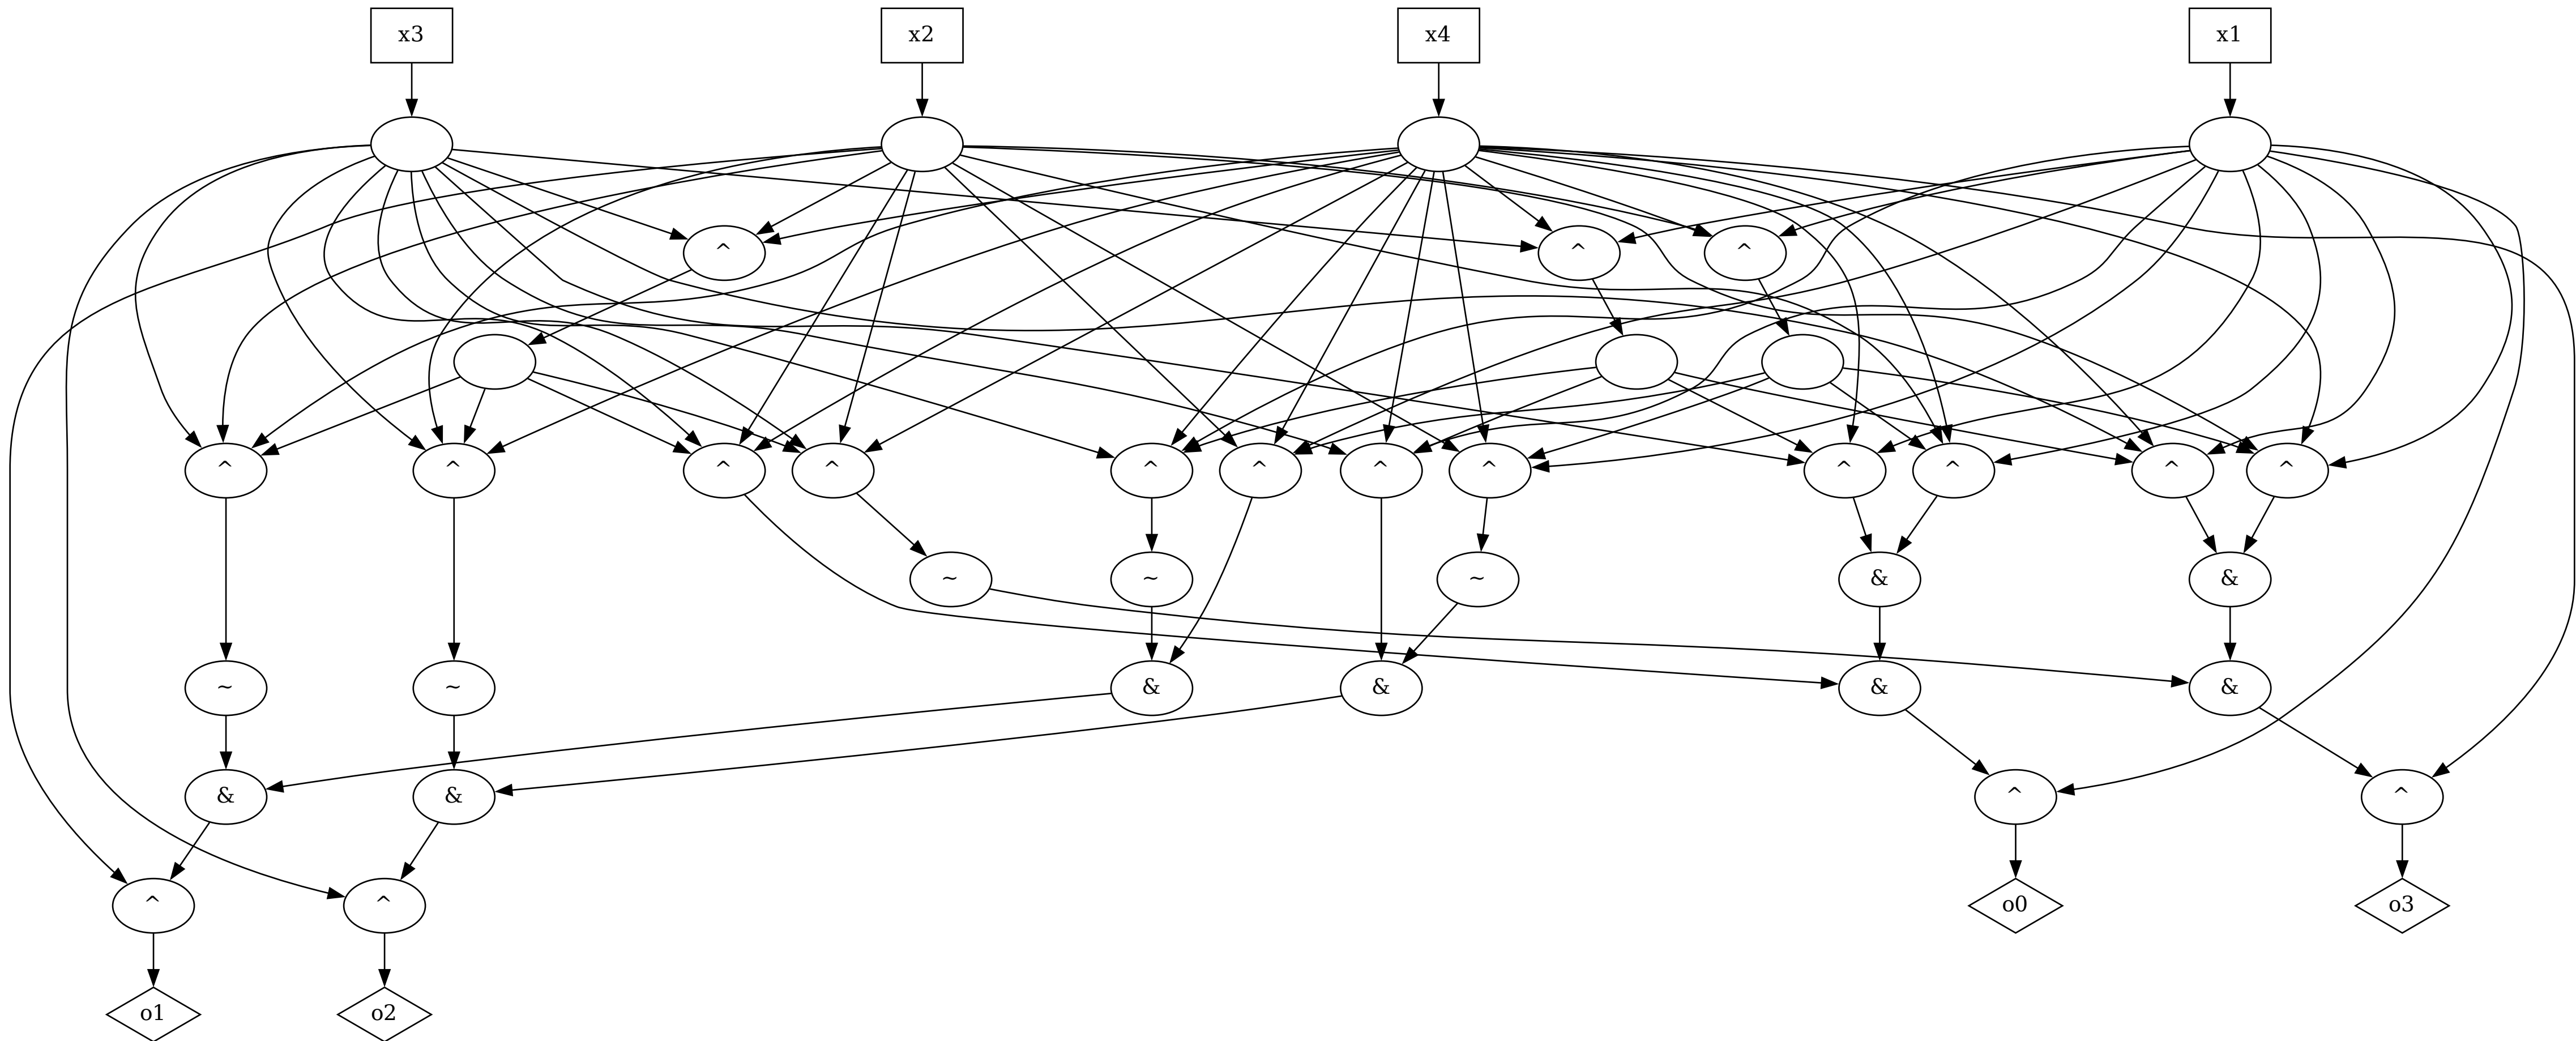 x3 x2 x4 x1
^ ^ ^
^ ^ ^ ^ ^ ^ ^ ^ ^ ^ ^ ^
~ ~ ~ & &
~ ~ & & & &
& & ^ ^
^ ^ o0 o3
o1 o2